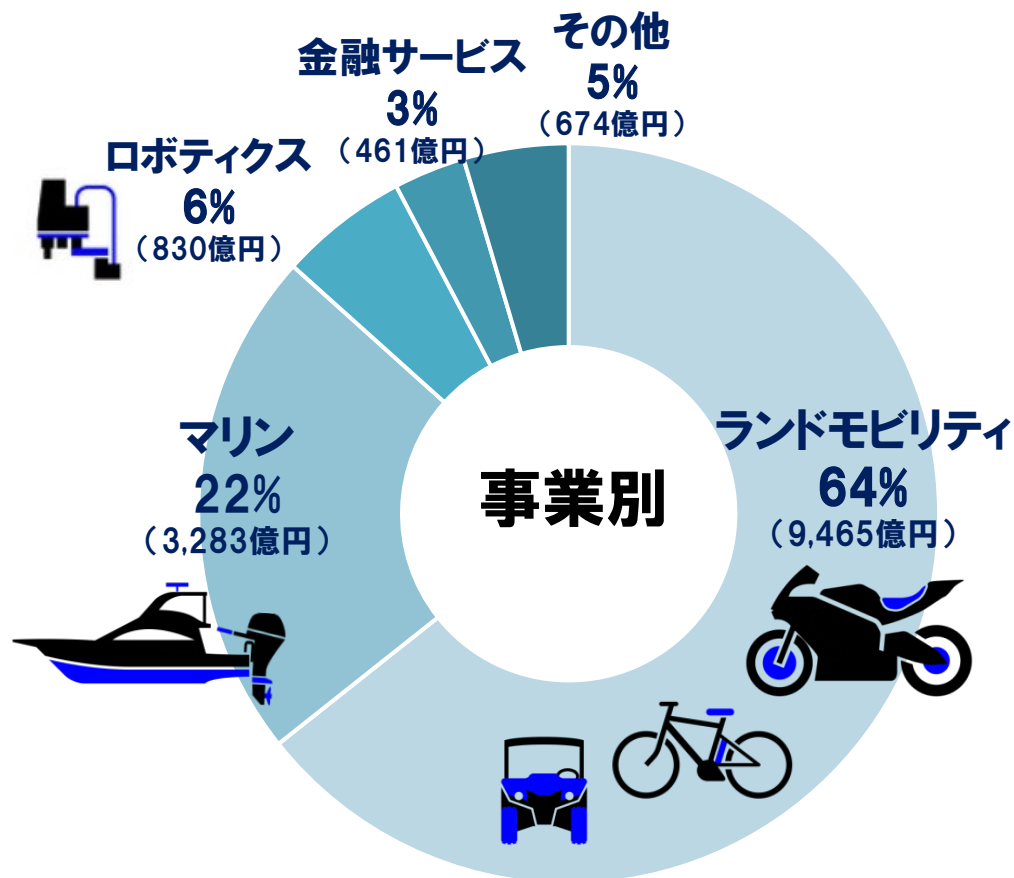 その他
5%
（674億円）
金融サービス
3%
（461億円）
ロボティクス
6%
（830億円）
マリン
22%
（3,283億円）
事業別
ランドモビリティ
64%
（9,465億円）